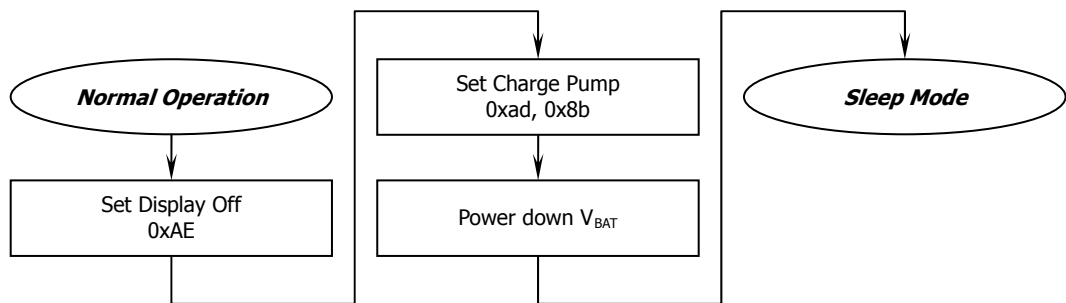 Normal Operation
Set Display Off
0xAE
Set Charge Pump
0xad, 0x8b
Power down VBAT
Sleep Mode